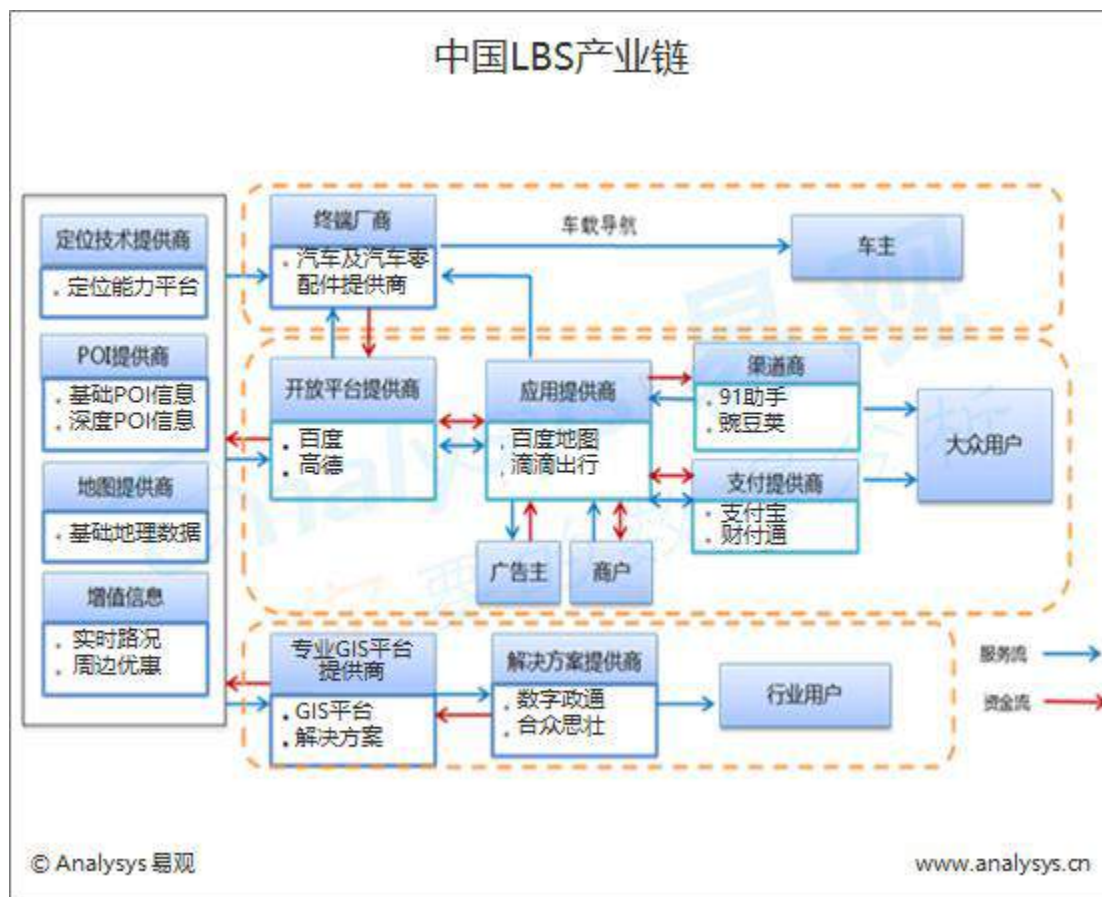 中国LBS产业链
定位技术提供商
定位能力平台
POI提供商
基础POI信息
深度POI信息
地图提供商
基础地理数据
增值信息
实时路况
周边优惠
终端厂商
汽车及汽车零
配件提供商
车载导航
车主
开放平台提供商
百度
高德
应用提供商
百度地图
滴滴出行
渠道商
91助手
豌豆荚
支付提供商
支付宝
财付通
大众用户
广告主
商户
专业GIS平台
提供商
GIS平台
解决方案
解决方案提供商
数字政通
合众思壮
行业用户
服务流
资金流
© Analysys 易观
www.analysys.cn